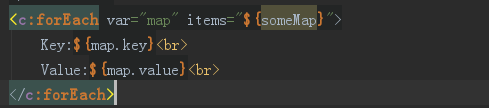 <c:forEach var="map" items="${someMap}">
Key:${map.key}<br>
Value:${map.value}<br>
</c:forEach>